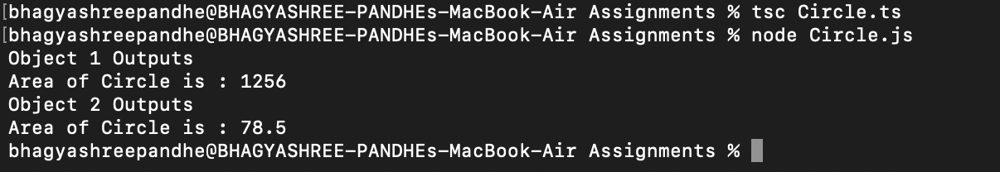 [bhagyashreepandhe@BHAGYASHREE-PANDHEs-MacBook-Air Assignments % tsc Circle.ts
[bhagyashreepandhe@BHAGYASHREE-PANDHEs-MacBook-Air Assignments % node Circle.js
Object 1 Outputs
Area of Circle is : 1256
Object 2 Outputs
Area of Circle is : 78.5
bhagyashreepandhe@BHAGYASHREE-PANDHEs-MacBook-Air Assignments %